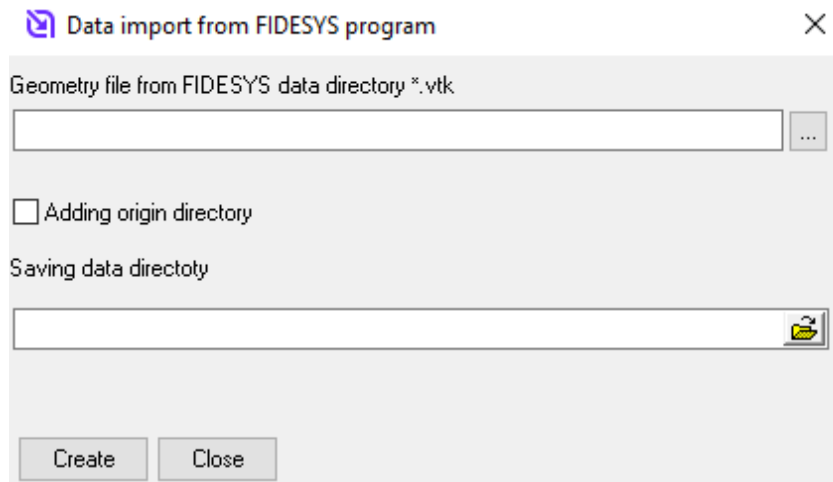 Data import from FIDESYS program
Geometry file from FIDESYS data directory *.vtk
...
Adding origin directory
Saving data directoty
Create Close